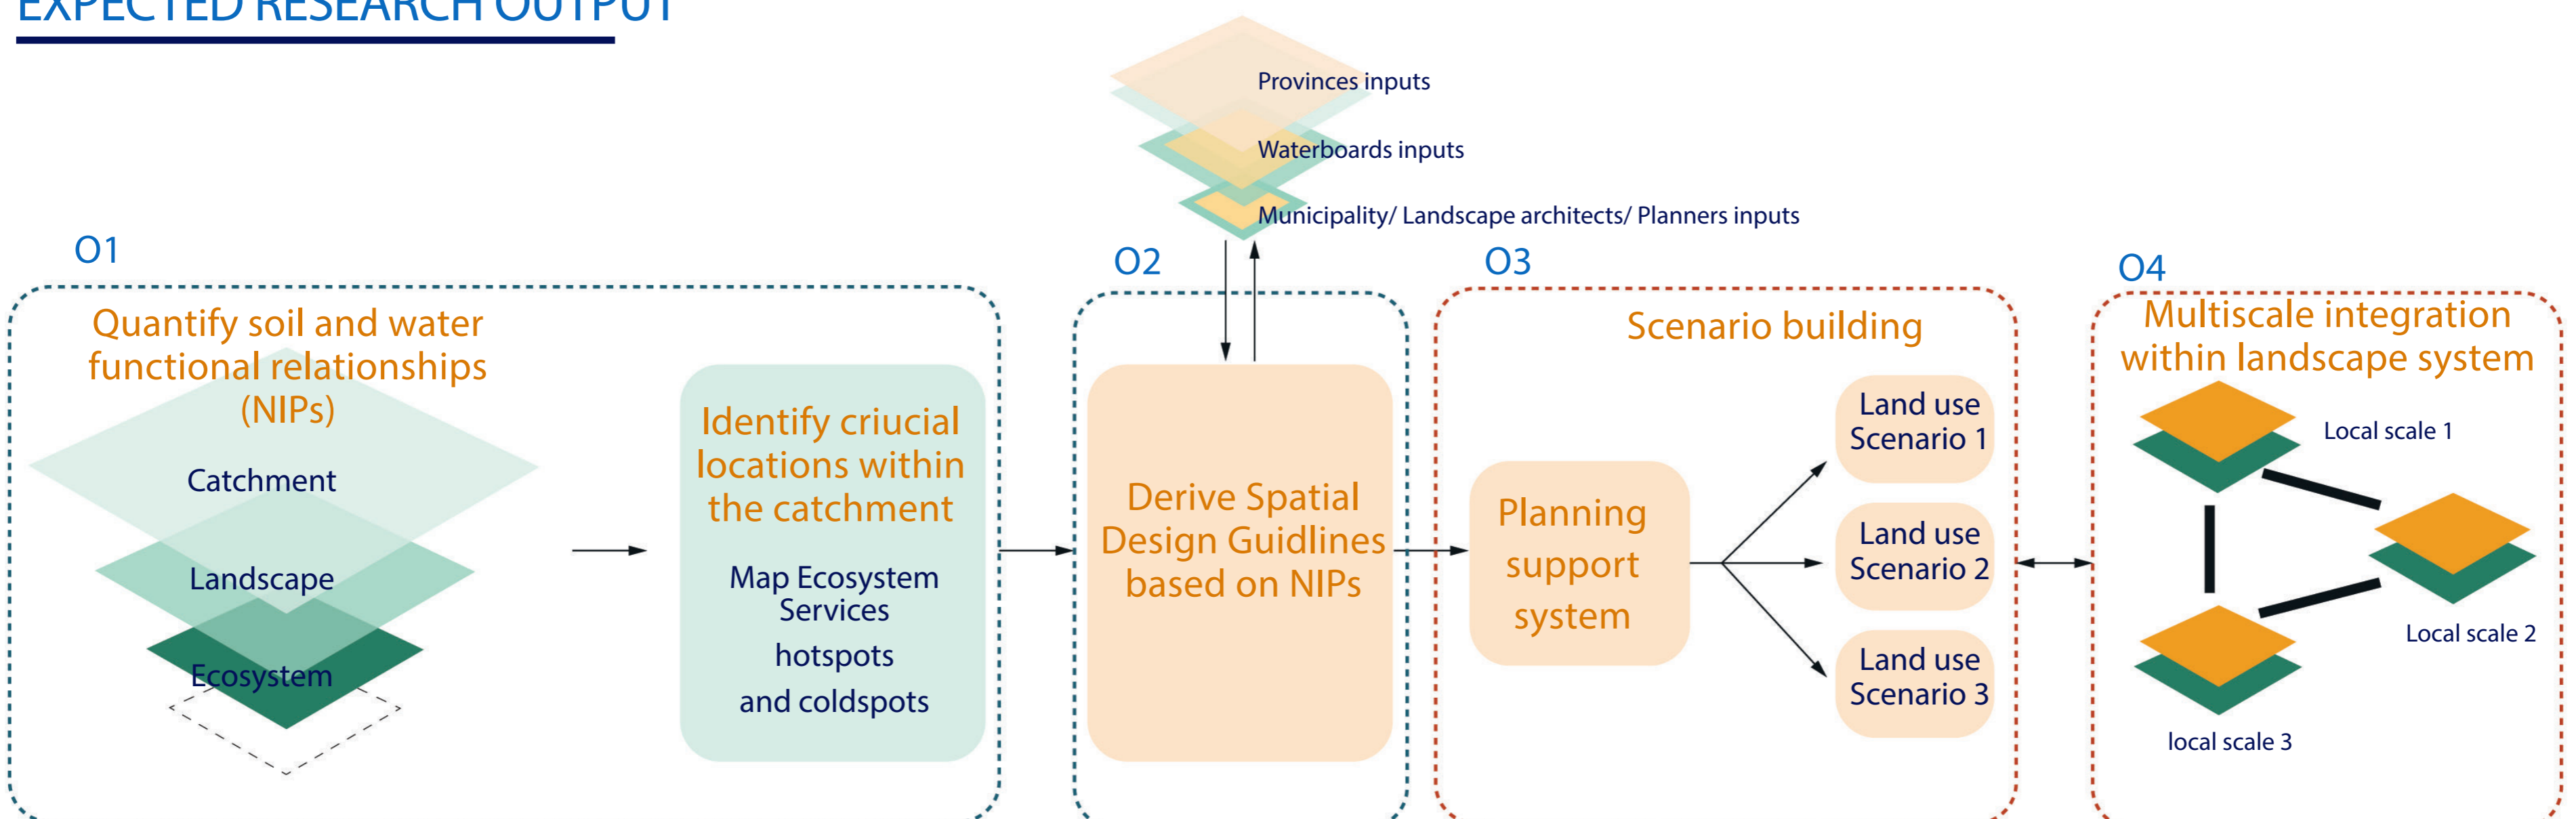 EXPECTED RESEARCH OUTPUT
Provinces inputs
Waterboards inputs
Municipality/ Landscape architects/ Planners inputs
O1
Quantify soil and water
functional relationships
(NIPs)
Catchment
Landscape
Ecosystem
Identify criucial
locations within
the catchment
Map Ecosystem
Services
hotspots
and coldspots
O2
Derive Spatial
Design Guidlines
based on NIPs
O3
Scenario building
Planning
support
system
Land use
Scenario 1
Land use
Scenario 2
Land use
Scenario 3
O4
Multiscale integration
within landscape system
Local scale 1
Local scale 2
local scale 3